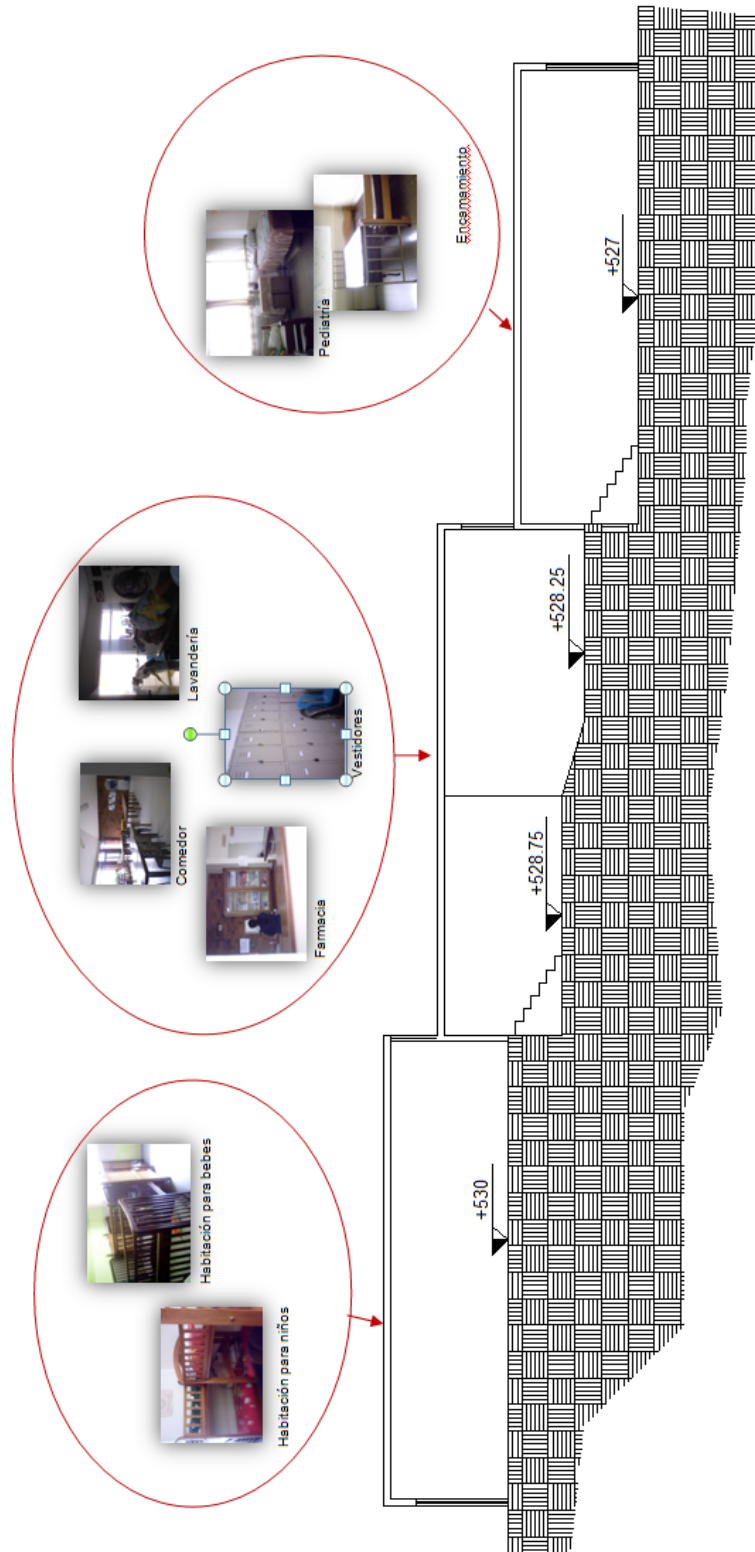 Habitación para bebes
Habitación para niños
+530
Lavandería
Comedor
Vestidores
Farmacia
+528.75
+528.25
Pediatría
Encamamiento
+527